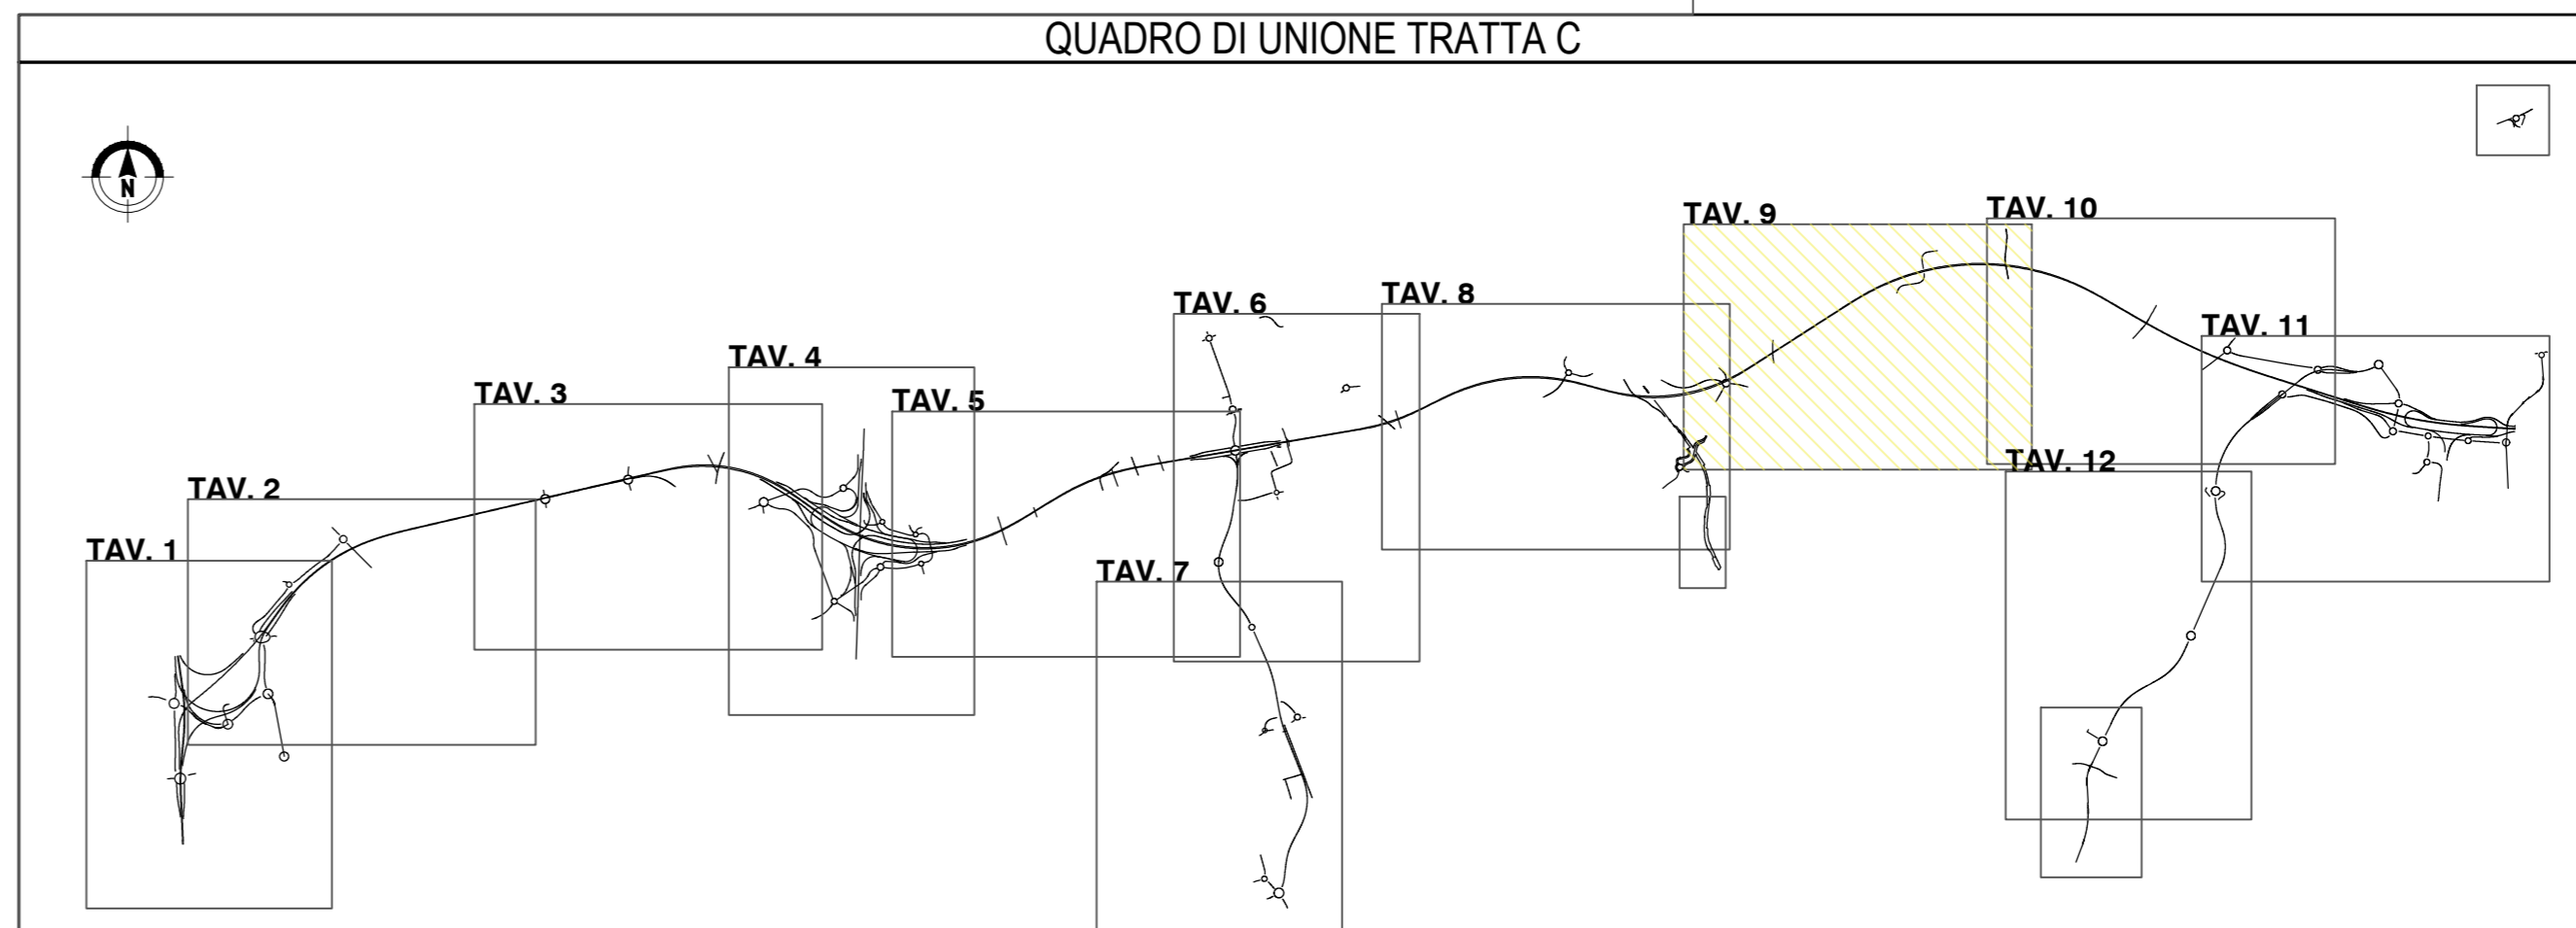 QUADRO DI UNIONE TRATTA C
N
TAV. 9
TAV. 10
TAV. 6
TAV. 8
TAV. 11
TAV. 4
TAV. 3
TAV. 5
TAV. 12
TAV. 2
TAV. 1
TAV. 7